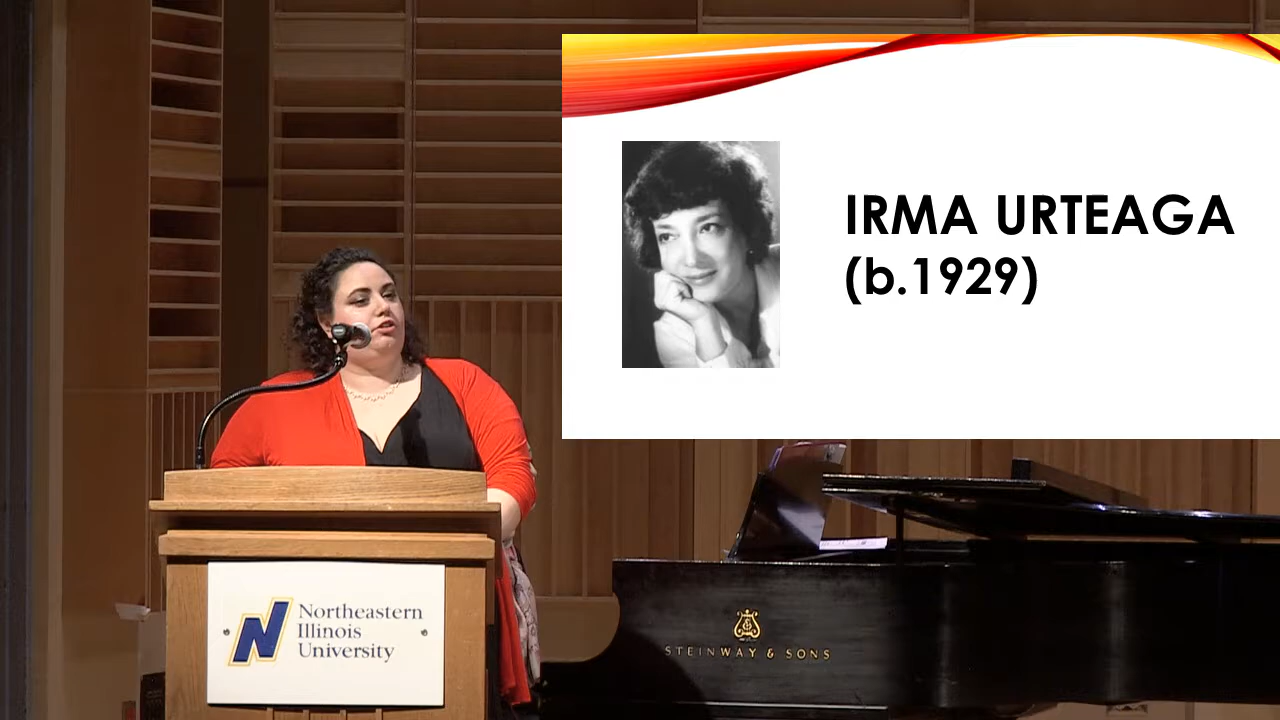 IRMA URTEAGA
(b.1929)
N Northeastern
Illinois
University
STEINWAY & SONS